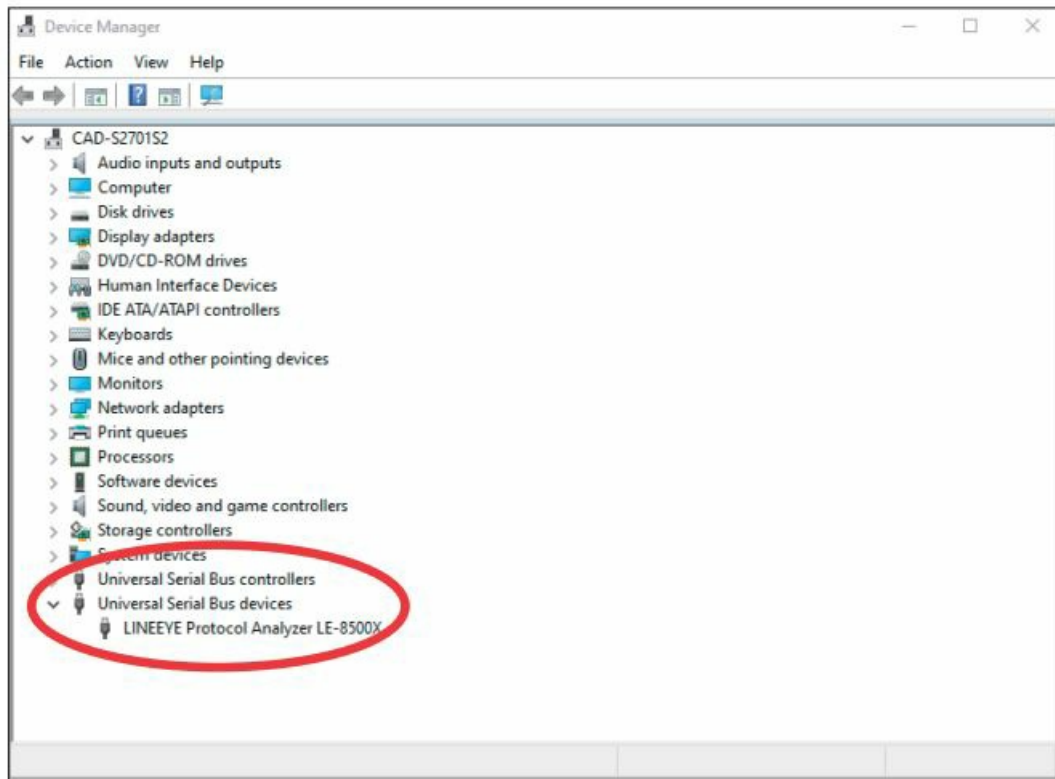 Device Manager
File Action View Help
CAD-S2701S2
Audio inputs and outputs
Computer
Disk drives
Display adapters
DVD/CD-ROM drives
Human Interface Devices
IDE ATA/ATAPI controllers
Keyboards
Mice and other pointing devices
Monitors
Network adapters
Print queues
Processors
Software devices
Sound, video and game controllers
Storage controllers
System devices
Universal Serial Bus controllers
Universal Serial Bus devices
LINEEYE Protocol Analyzer LE-8500X